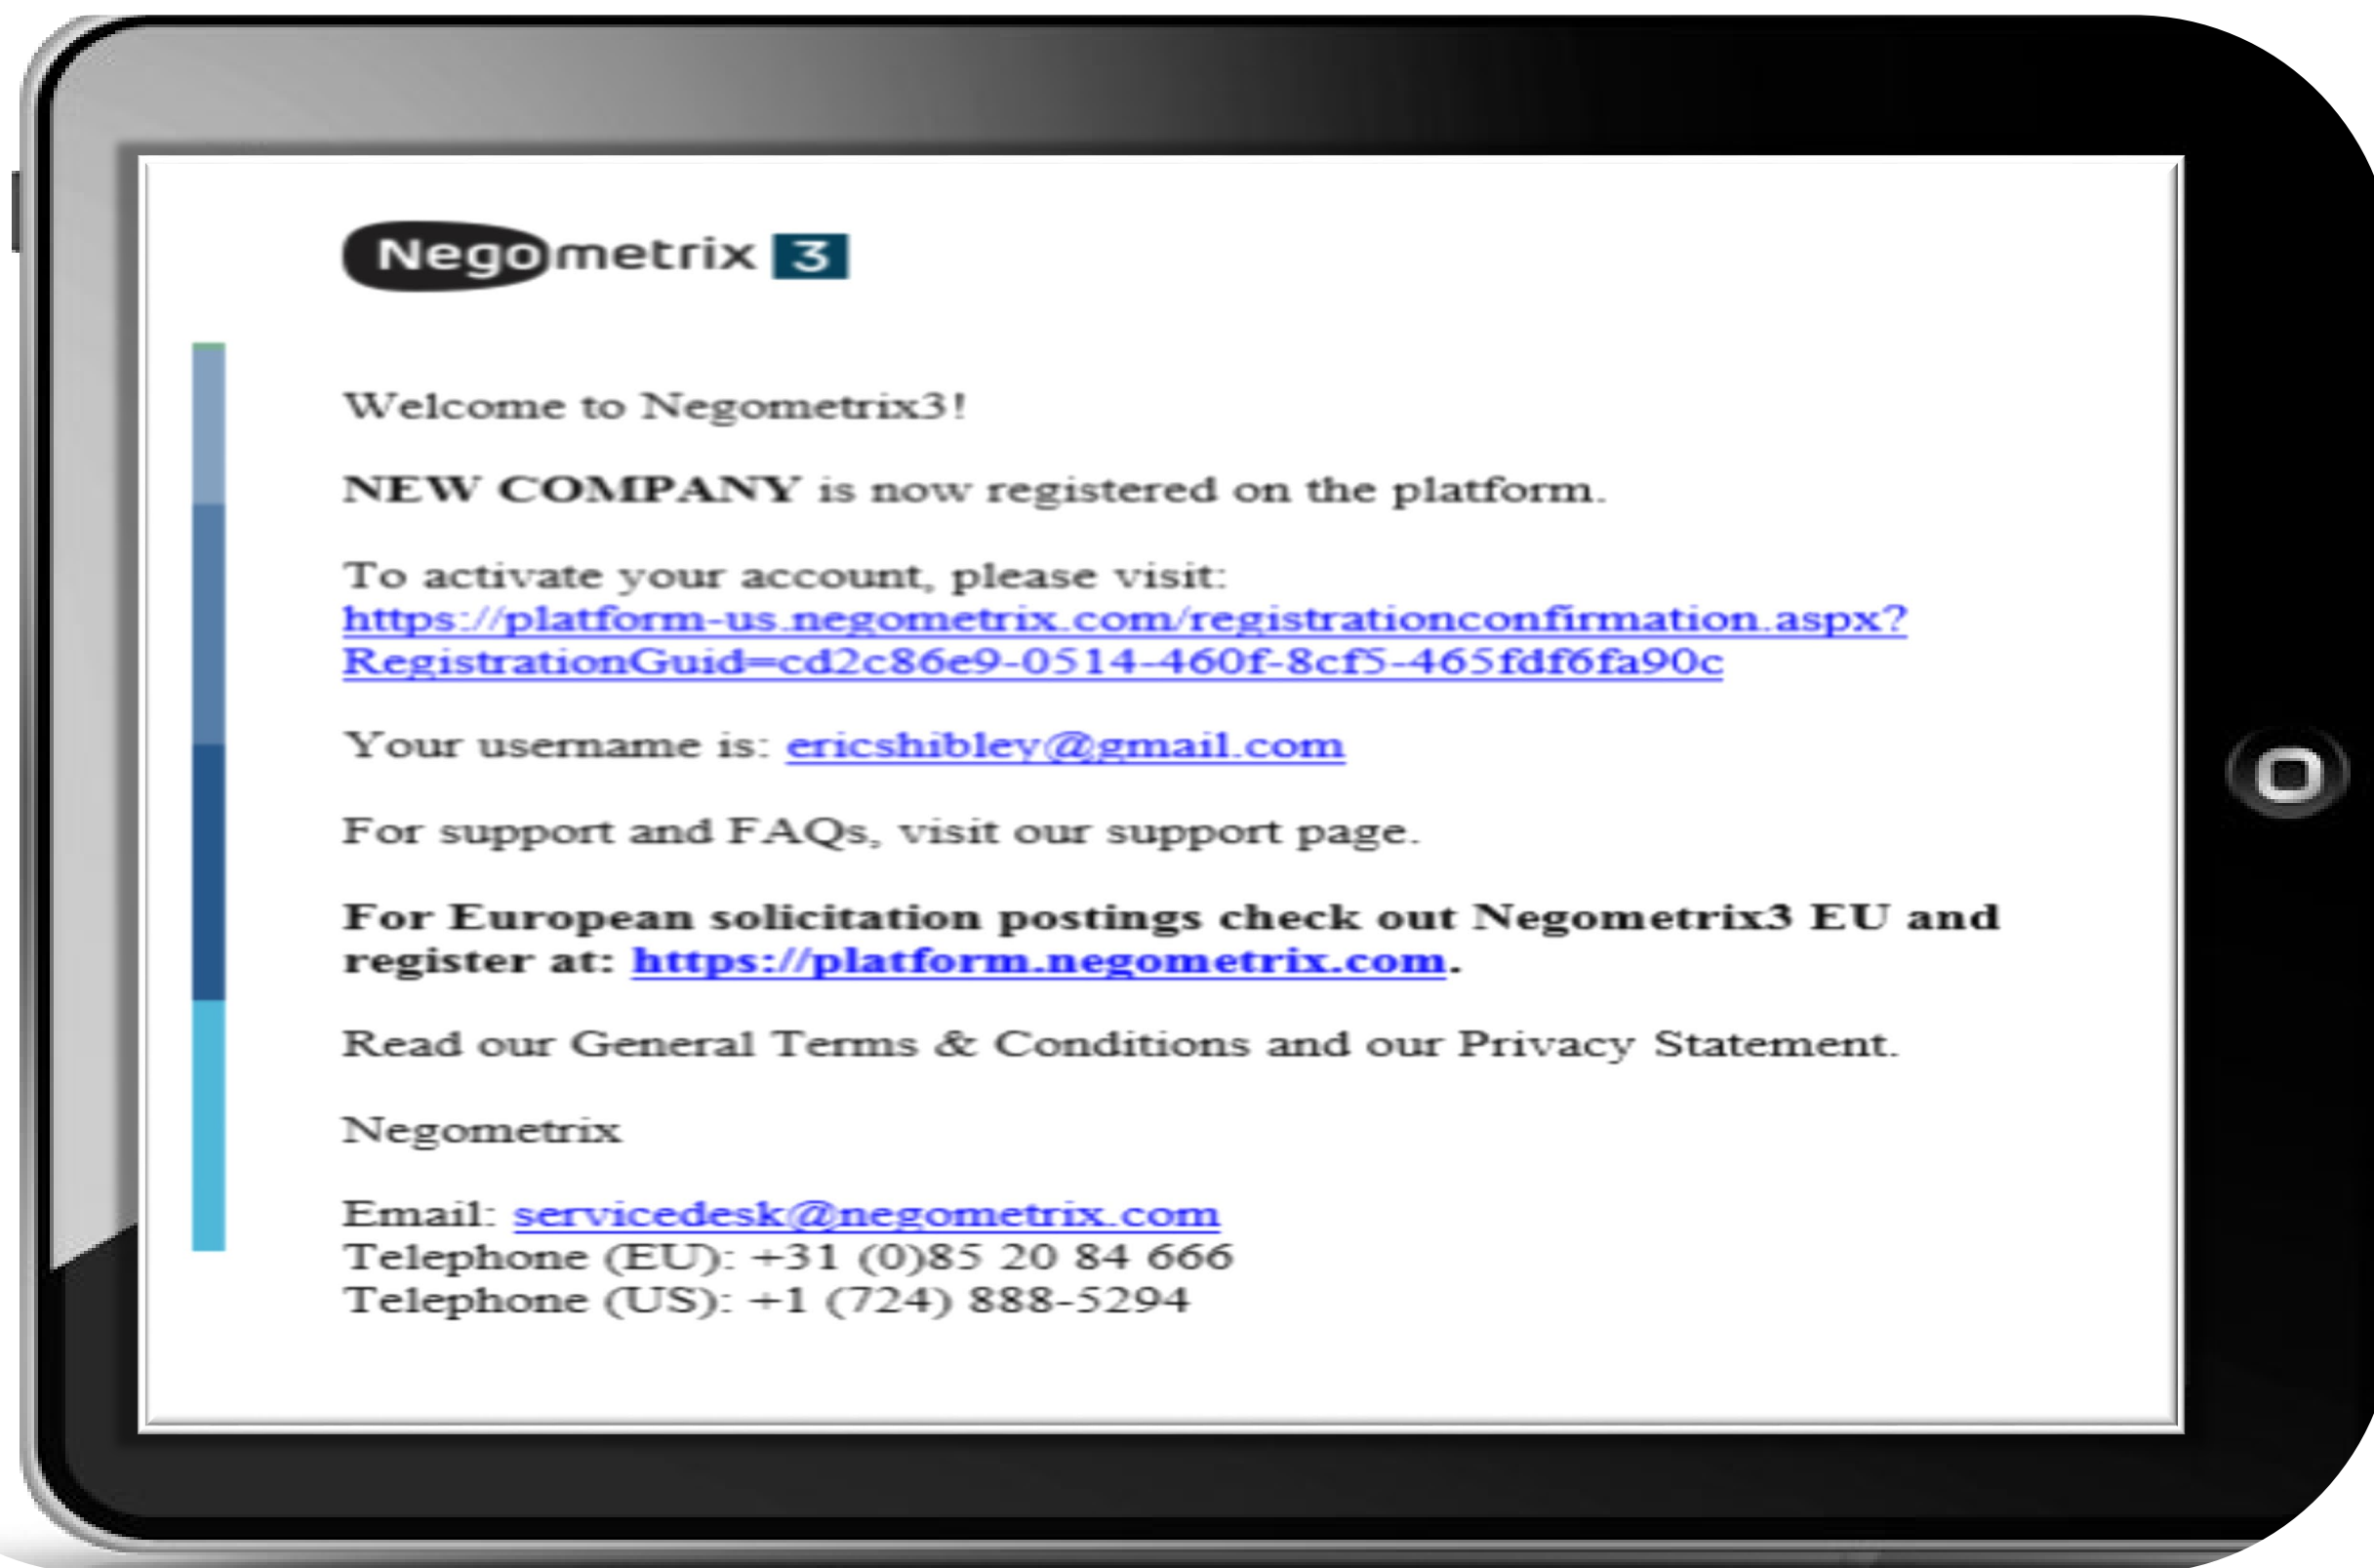 Negometrix 3
Welcome to Negometrix3!
NEW COMPANY is now registered on the platform.
To activate your account, please visit:
https://platform-us.negometrix.com/registrationconfirmation.aspx?
RegistrationGuid=cd2c86e9-0514-460f-8cf5-465fdf6fa90c
Your username is: ericshibley@gmail.com
For support and FAQs, visit our support page.
For European solicitation postings check out Negometrix3 EU and
register at: https://platform.negometrix.com.
Read our General Terms & Conditions and our Privacy Statement.
Negometrix
Email: servicedesk@negometrix.com
Telephone (EU): +31 (0)85 20 84 666
Telephone (US): +1 (724) 888-5294